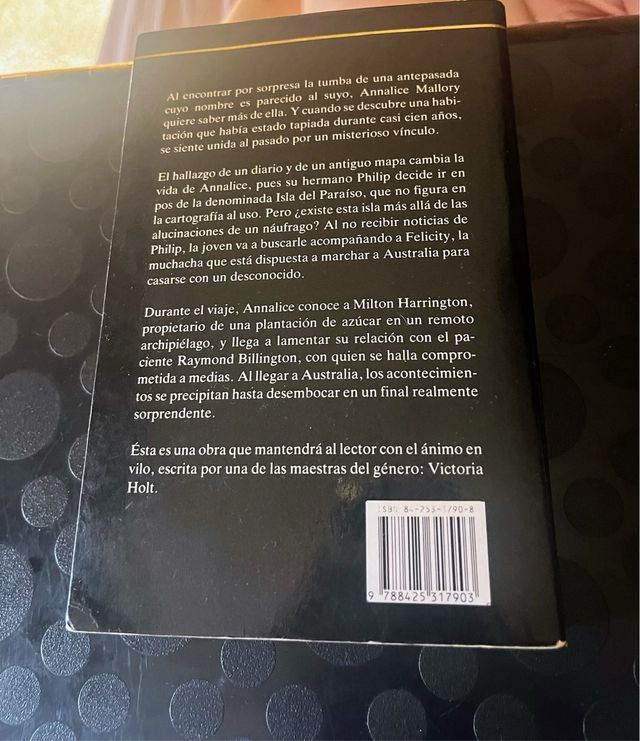 Al encontrar por sorpresa la tumba de una antepasada
cuyo nombre es parecido al suyo, Annalice Mallory
quiere saber más de ella. Y cuando se descubre una habi-
tación que había estado tapiada durante casi cien años,
se siente unida al pasado por un misterioso vínculo.
El hallazgo de un diario y de un antiguo mapa cambia la
vida de Annalice, pues su hermano Philip decide ir en
pos de la denominada Isla del Paraíso, que no figura en
la cartografía al uso. Pero ¿existe esta isla más allá de las
alucinaciones de un náufrago? Al no recibir noticias de
Philip, la joven va a buscarle acompañando a Felicity, la
muchacha que está dispuesta a marchar a Australia para
casarse con un desconocido.
Durante el viaje, Annalice conoce a Milton Harrington,
propietario de una plantación de azúcar en un remoto
archipiélago, y llega a lamentar su relación con el pa-
ciente Raymond Billington, con quien se halla compro-
metida a medias. Al llegar a Australia, los acontecimien-
tos se precipitan hasta desembocar en un final realmente
sorprendente.
Ésta es una obra que mantendrá al lector con el ánimo en
vilo, escrita por una de las maestras del género: Victoria
Holt.
ISBN 84-253-1790-8
9 788425 317903